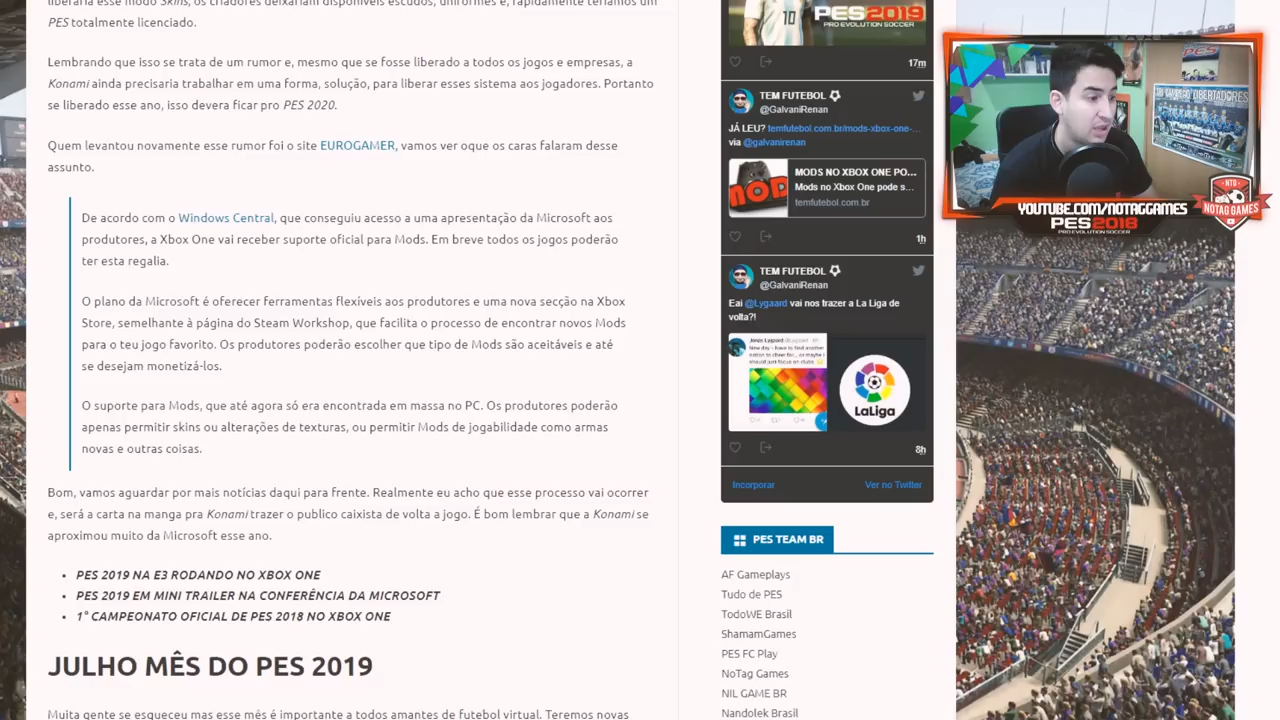 liberaria esse modo Skins, os criadores deixariam disponíveis escudos, uniformes e, rapidamente teríamos um
PES totalmente licenciado.
Lembrando que isso se trata de um rumor e, mesmo que se fosse liberado a todos os jogos e empresas, a
Konami ainda precisaria trabalhar em uma forma, solução, para liberar esses sistema aos jogadores. Portanto
se liberado esse ano, isso devera ficar pro PES 2020.
Quem levantou novamente esse rumor foi o site EUROGAMER, vamos ver oque os caras falaram desse
assunto.
De acordo com o Windows Central, que conseguiu acesso a uma apresentação da Microsoft aos
produtores, a Xbox One vai receber suporte oficial para Mods. Em breve todos os jogos poderão
ter esta regalia.
O plano da Microsoft é oferecer ferramentas flexíveis aos produtores e uma nova secção na Xbox
Store, semelhante à página do Steam Workshop, que facilita o processo de encontrar novos Mods
para o teu jogo favorito. Os produtores poderão escolher que tipo de Mods são aceitáveis e até
se desejam monetizá-los.
O suporte para Mods, que até agora só era encontrada em massa no PC. Os produtores poderão
apenas permitir skins ou alterações de texturas, ou permitir Mods de jogabilidade como armas
novas e outras coisas.
Bom, vamos aguardar por mais notícias daqui para frente. Realmente eu acho que esse processo vai ocorrer
e, será a carta na manga pra Konami trazer o publico caixista de volta a jogo. É bom lembrar que a Konami se
aproximou muito da Microsoft esse ano.
• PES 2019 NA E3 RODANDO NO XBOX ONE
• PES 2019 EM MINI TRAILER NA CONFERÊNCIA DA MICROSOFT
• 1° CAMPEONATO OFICIAL DE PES 2018 NO XBOX ONE
JULHO MÊS DO PES 2019
Muita gente se esqueceu mas esse mês é importante a todos amantes de futebol virtual. Teremos novas
10
PES2019
PRO EVOLUTION SOCCER
17m
TEM FUTEBOL
@GalvaniRenan
JÁ LEU? temfutebol.com.br/mods-xbox-one-…
via @galvanirenan
MOD
MODS NO XBOX ONE PO...
Mods no Xbox One pode s...
temfutebol.com.br
1h
TEM FUTEBOL
@GalvaniRenan
Eai @Lygaard vai nos trazer a La Liga de
volta?!
LaLiga
8h
Incorporar
Ver no Twitter
PES TEAM BR
AF Gameplays
Tudo de PES
TodoWE Brasil
ShamamGames
PES FC Play
NoTag Games
NIL GAME BR
Nandolek Brasil
PES
LIBERTADORES
YOUTUBE.COM/NOTAGGAMES
PES2018
PRO EVOLUTION SOCCER
NTG
NOTAG GAMES